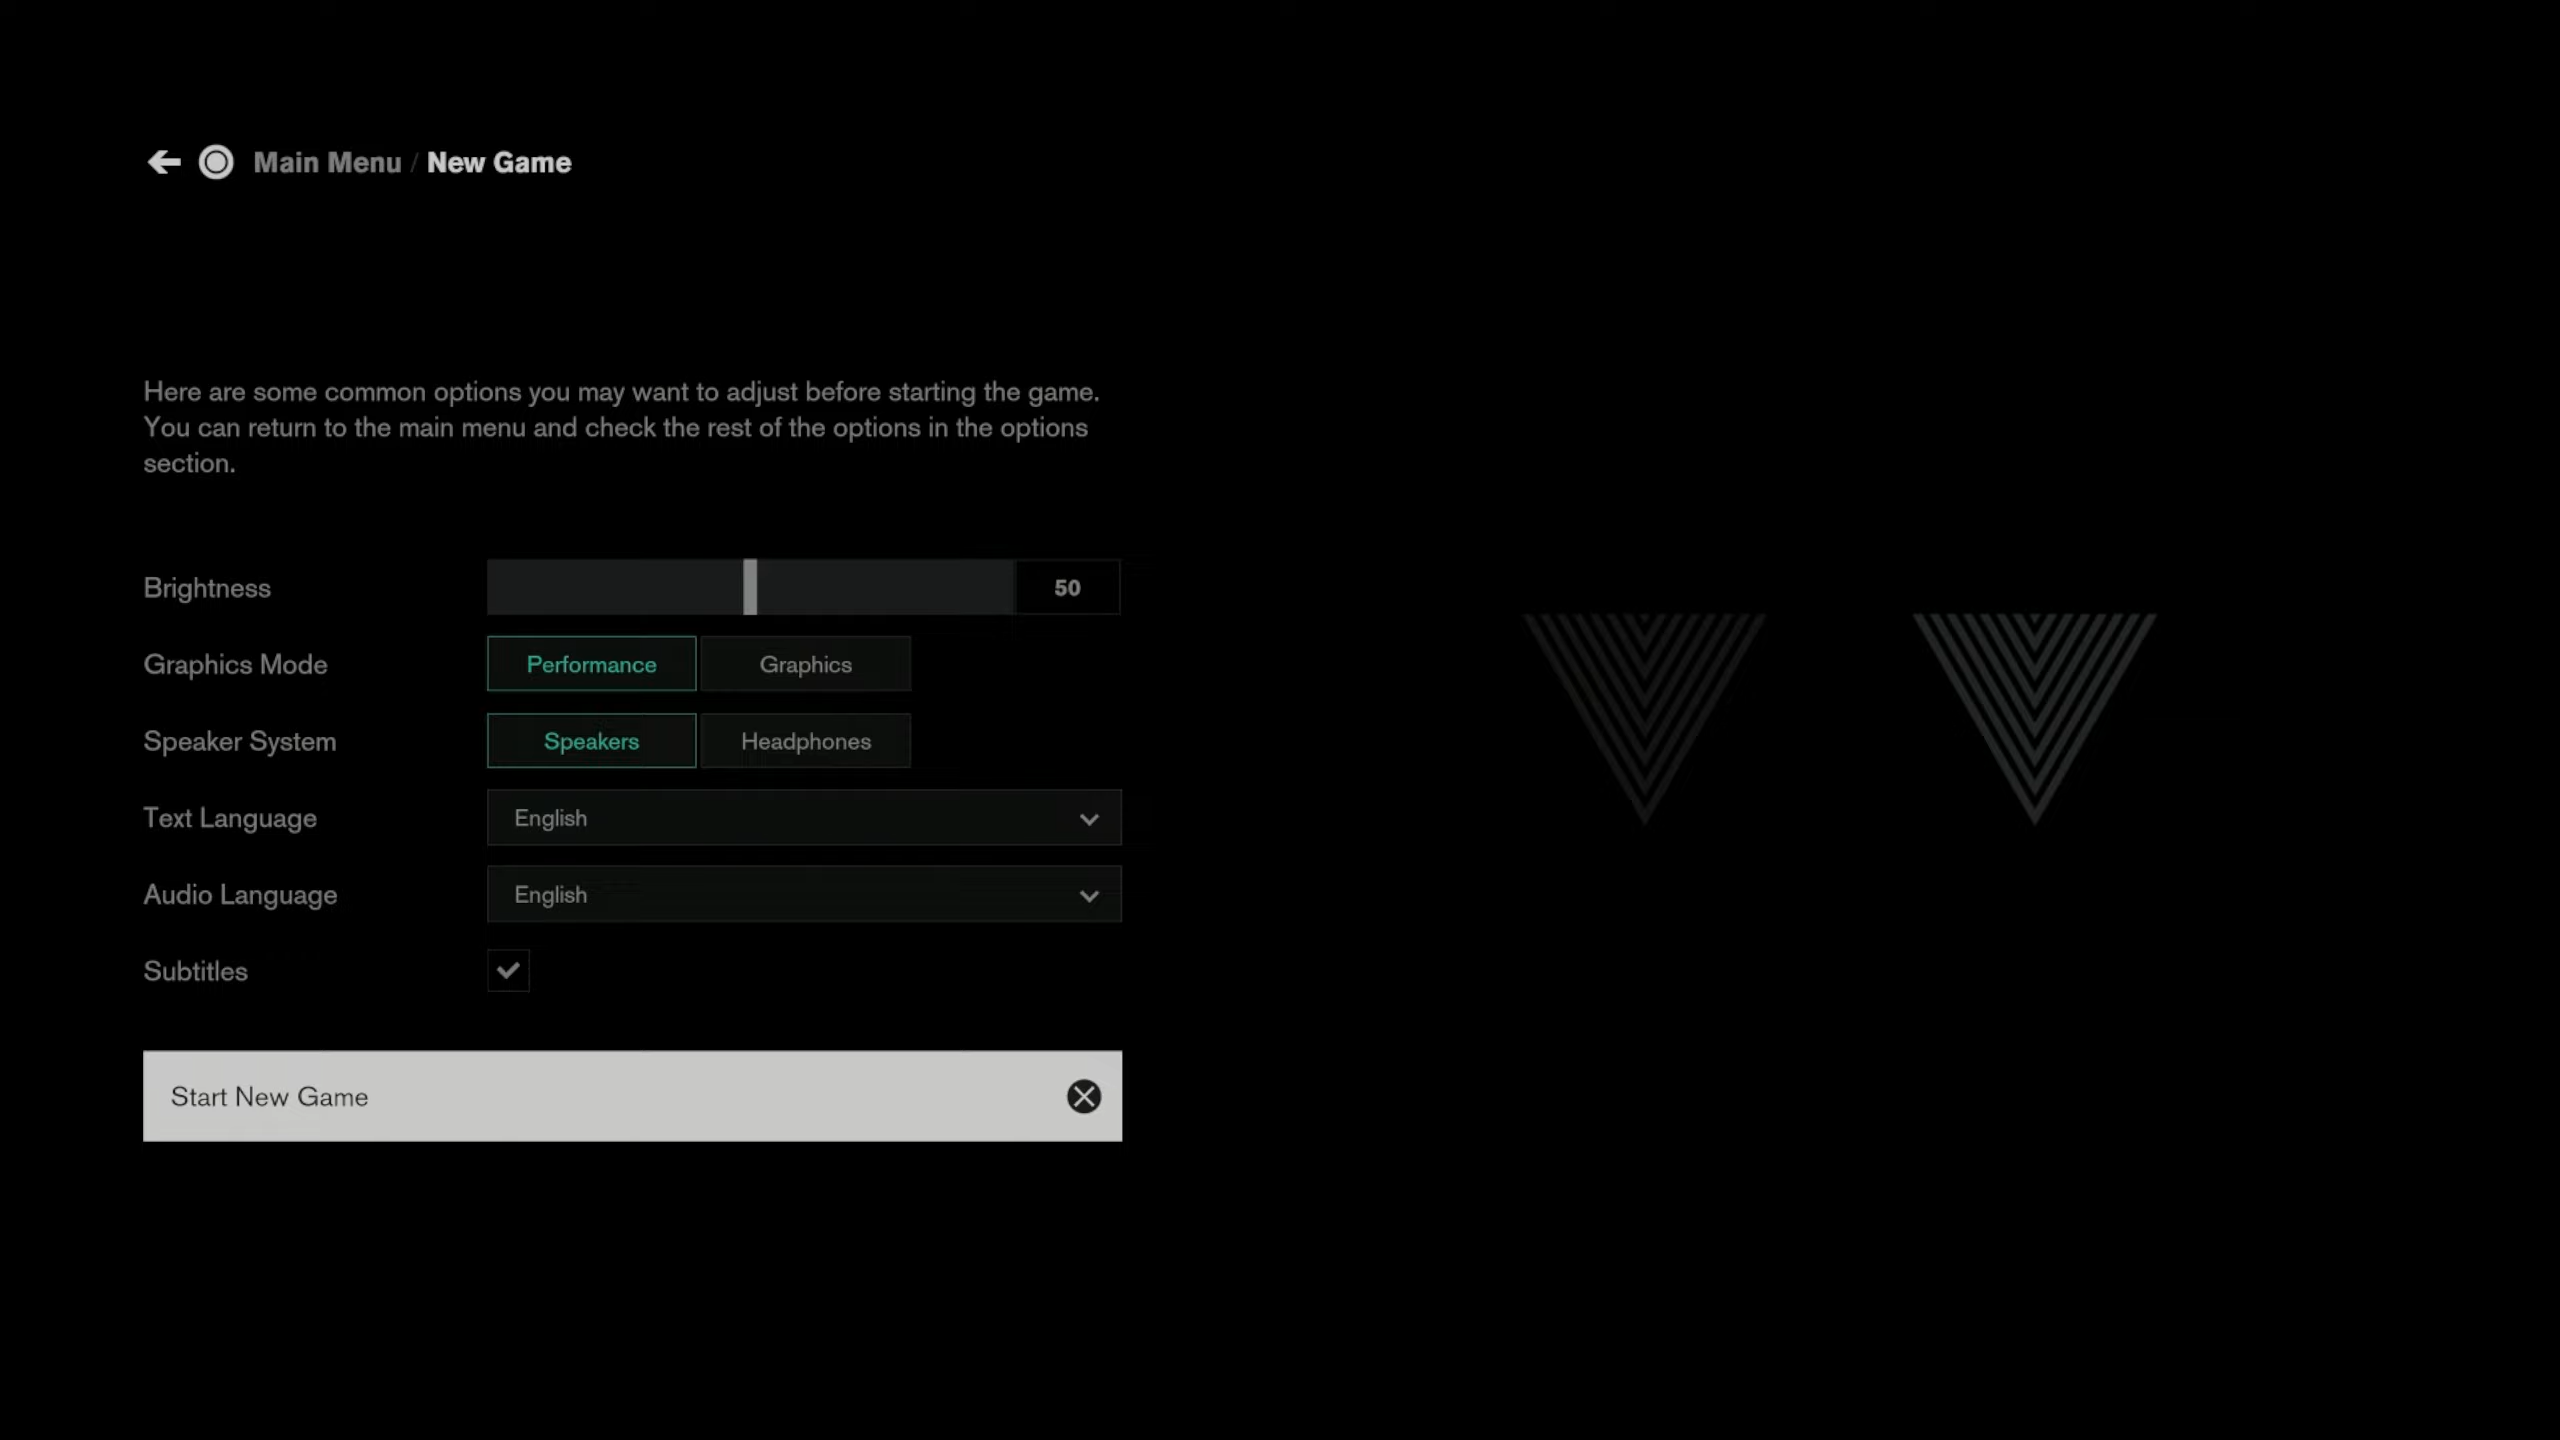 Main Menu / New Game
Here are some common options you may want to adjust before starting the game.
You can return to the main menu and check the rest of the options in the options
section.
Brightness 50
Graphics Mode Performance Graphics
Speaker System Speakers Headphones
Text Language English
Audio Language English
Subtitles
Start New Game